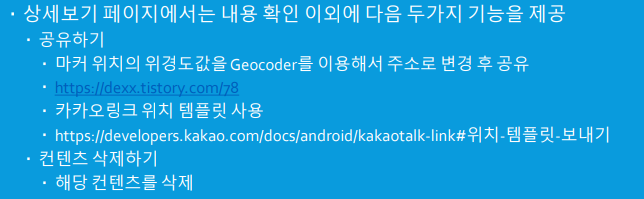 • 상세보기 페이지에서는 내용 확인 이외에 다음 두가지 기능을 제공
• 공유하기
• 마커 위치의 위경도값을 Geocoder를 이용해서 주소로 변경 후 공유
• https://dexx.tistory.com/78
• 카카오링크 위치 템플릿 사용
• https://developers.kakao.com/docs/android/kakaotalk-link#위치-템플릿-보내기
• 컨텐츠 삭제하기
• 해당 컨텐츠를 삭제